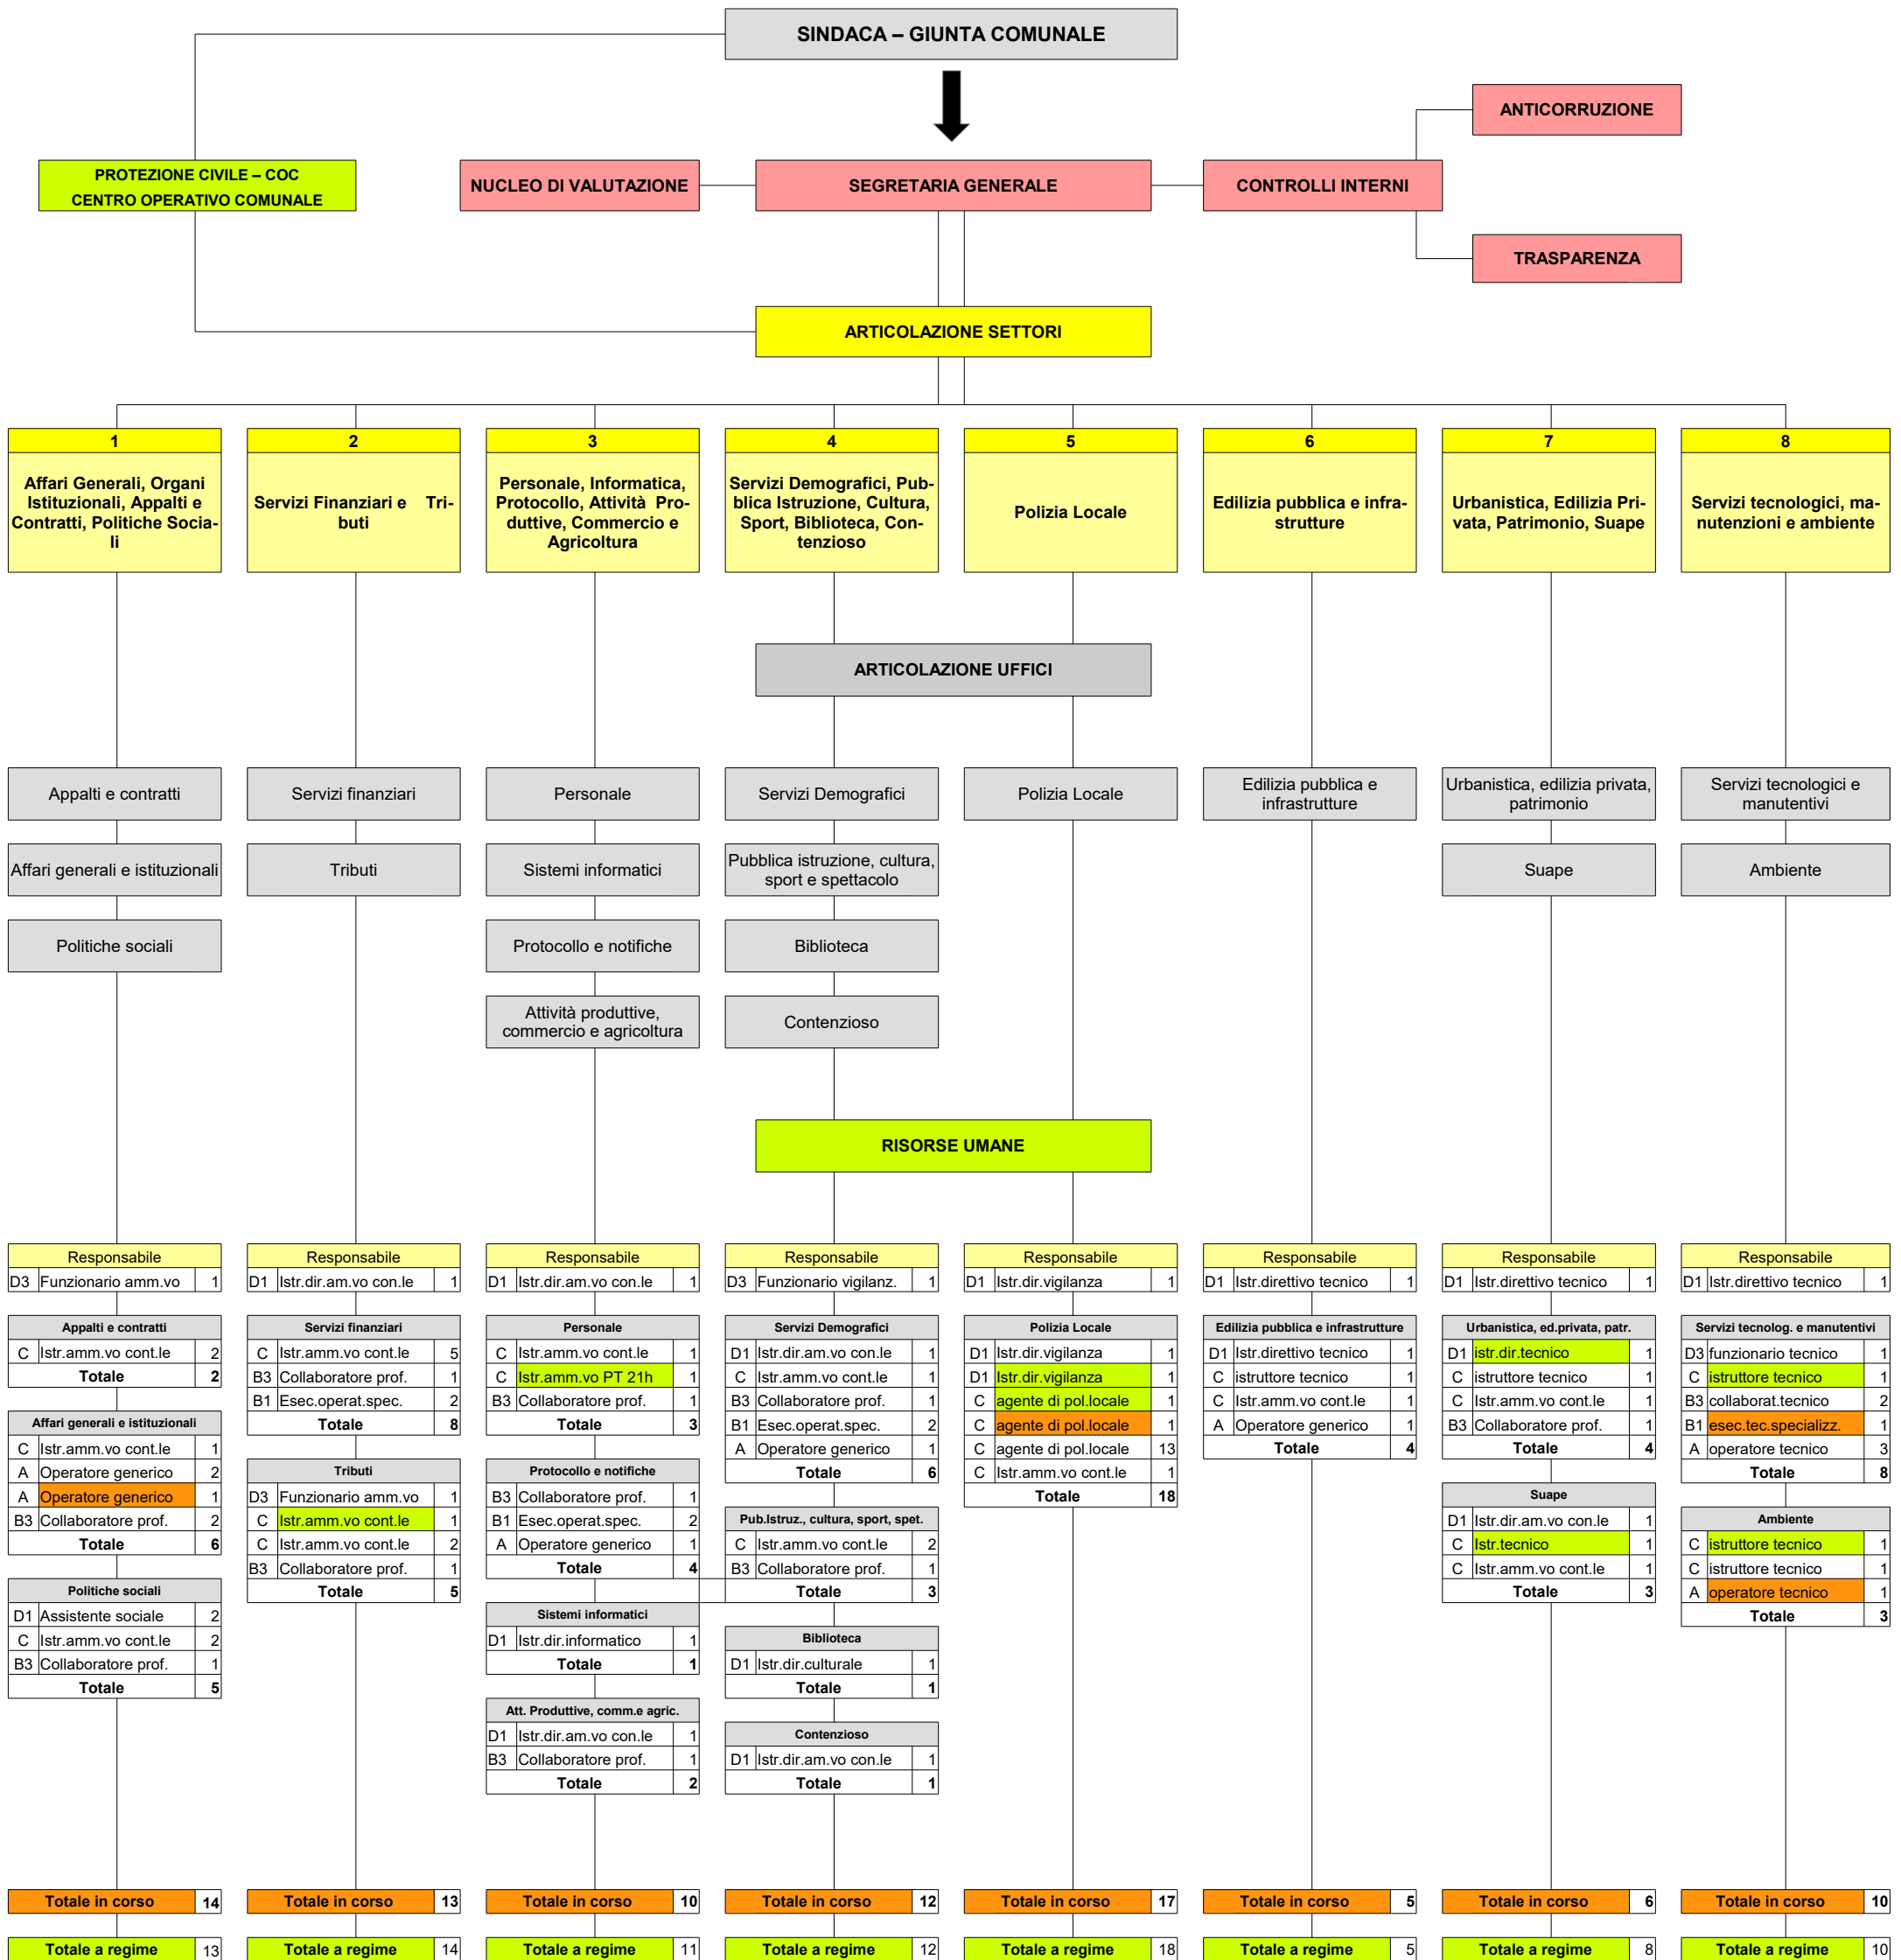 SINDACA – GIUNTA COMUNALE
ANTICORRUZIONE
PROTEZIONE CIVILE – COC
CENTRO OPERATIVO COMUNALE
NUCLEO DI VALUTAZIONE
SEGRETARIA GENERALE
CONTROLLI INTERNI
TRASPARENZA
ARTICOLAZIONE SETTORI
1
Affari Generali, Organi
Istituzionali, Appalti e
Contratti, Politiche Socia-
li
2
Servizi Finanziari e Tri-
buti
3
Personale, Informatica,
Protocollo, Attività Pro-
duttive, Commercio e
Agricoltura
4
Servizi Demografici, Pub-
blica Istruzione, Cultura,
Sport, Biblioteca, Con-
tenzioso
5
Polizia Locale
6
Edilizia pubblica e infra-
strutture
7
Urbanistica, Edilizia Pri-
vata, Patrimonio, Suape
8
Servizi tecnologici, ma-
nutenzioni e ambiente
ARTICOLAZIONE UFFICI
Appalti e contratti
Affari generali e istituzionali
Politiche sociali
Servizi finanziari
Tributi
Personale
Sistemi informatici
Protocollo e notifiche
Attività produttive,
commercio e agricoltura
Servizi Demografici
Pubblica istruzione, cultura,
sport e spettacolo
Biblioteca
Contenzioso
Polizia Locale
Edilizia pubblica e
infrastrutture
Urbanistica, edilizia privata,
patrimonio
Suape
Servizi tecnologici e
manutentivi
Ambiente
RISORSE UMANE
Responsabile
D3 Funzionario amm.vo 1
Appalti e contratti
C Istr.amm.vo cont.le 2
Totale 2
Affari generali e istituzionali
C Istr.amm.vo cont.le 1
A Operatore generico 2
A Operatore generico 1
B3 Collaboratore prof. 2
Totale 6
Politiche sociali
D1 Assistente sociale 2
C Istr.amm.vo cont.le 2
B3 Collaboratore prof. 1
Totale 5
Totale in corso 14
Totale a regime 13
Responsabile
D1 Istr.dir.am.vo con.le 1
Servizi finanziari
C Istr.amm.vo cont.le 5
B3 Collaboratore prof. 1
B1 Esec.operat.spec. 2
Totale 8
Tributi
D3 Funzionario amm.vo 1
C Istr.amm.vo cont.le 1
C Istr.amm.vo cont.le 2
B3 Collaboratore prof. 1
Totale 5
Totale in corso 13
Totale a regime 14
Responsabile
D1 Istr.dir.am.vo con.le 1
Personale
C Istr.amm.vo cont.le 1
C Istr.amm.vo PT 21h 1
B3 Collaboratore prof. 1
Totale 3
Protocollo e notifiche
B3 Collaboratore prof. 1
B1 Esec.operat.spec. 2
A Operatore generico 1
Totale 4
Sistemi informatici
D1 Istr.dir.informatico 1
Totale 1
Att. Produttive, comm.e agric.
D1 Istr.dir.am.vo con.le 1
B3 Collaboratore prof. 1
Totale 2
Totale in corso 10
Totale a regime 11
Responsabile
D3 Funzionario vigilanz. 1
Servizi Demografici
D1 Istr.dir.am.vo con.le 1
C Istr.amm.vo cont.le 1
B3 Collaboratore prof. 1
B1 Esec.operat.spec. 2
A Operatore generico 1
Totale 6
Pub.Istruz., cultura, sport, spet.
C Istr.amm.vo cont.le 2
B3 Collaboratore prof. 1
Totale 3
Biblioteca
D1 Istr.dir.culturale 1
Totale 1
Contenzioso
D1 Istr.dir.am.vo con.le 1
Totale 1
Totale in corso 12
Totale a regime 12
Responsabile
D1 Istr.dir.vigilanza 1
Polizia Locale
D1 Istr.dir.vigilanza 1
D1 Istr.dir.vigilanza 1
C agente di pol.locale 1
C agente di pol.locale 1
C agente di pol.locale 13
C Istr.amm.vo cont.le 1
Totale 18
Totale in corso 17
Totale a regime 18
Responsabile
D1 Istr.direttivo tecnico 1
Edilizia pubblica e infrastrutture
D1 Istr.direttivo tecnico 1
C istruttore tecnico 1
C Istr.amm.vo cont.le 1
A Operatore generico 1
Totale 4
Totale in corso 5
Totale a regime 5
Responsabile
D1 Istr.direttivo tecnico 1
Urbanistica, ed.privata, patr.
D1 istr.dir.tecnico 1
C istruttore tecnico 1
C Istr.amm.vo cont.le 1
B3 Collaboratore prof. 1
Totale 4
Suape
D1 Istr.dir.am.vo con.le 1
C Istr.tecnico 1
C Istr.amm.vo cont.le 1
Totale 3
Totale in corso 6
Totale a regime 8
Responsabile
D1 Istr.direttivo tecnico 1
Servizi tecnolog. e manutentivi
D3 funzionario tecnico 1
C istruttore tecnico 1
B3 collaborat.tecnico 2
B1 esec.tec.specializz. 1
A operatore tecnico 3
Totale 8
Ambiente
C istruttore tecnico 1
C istruttore tecnico 1
A operatore tecnico 1
Totale 3
Totale in corso 10
Totale a regime 10